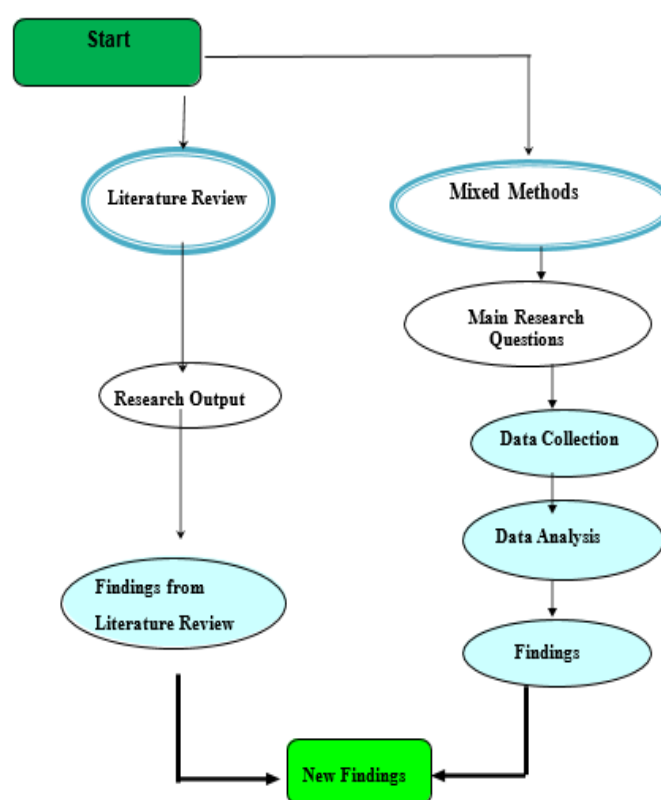 Start
Literature Review
Mixed Methods
Main Research
Questions
Research Output
Data Collection
Data Analysis
Findings from
Literature Review
Findings
New Findings